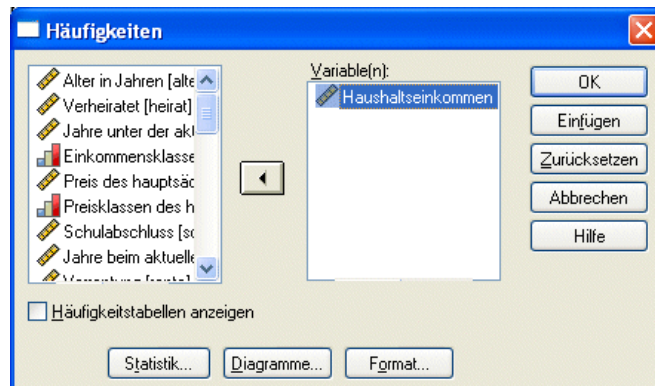 Häufigkeiten
Alter in Jahren [alte
Verheiratet [heirat]
Jahre unter der akt
Einkommensklasse
Preis des hauptsäc
Preisklassen des h
Schulabschluss [sc
Jahre beim aktuelle
Variable(n):
Haushaltseinkommen
OK
Einfügen
Zurücksetzen
Abbrechen
Hilfe
Häufigkeitstabellen anzeigen
Statistik...
Diagramme...
Format...